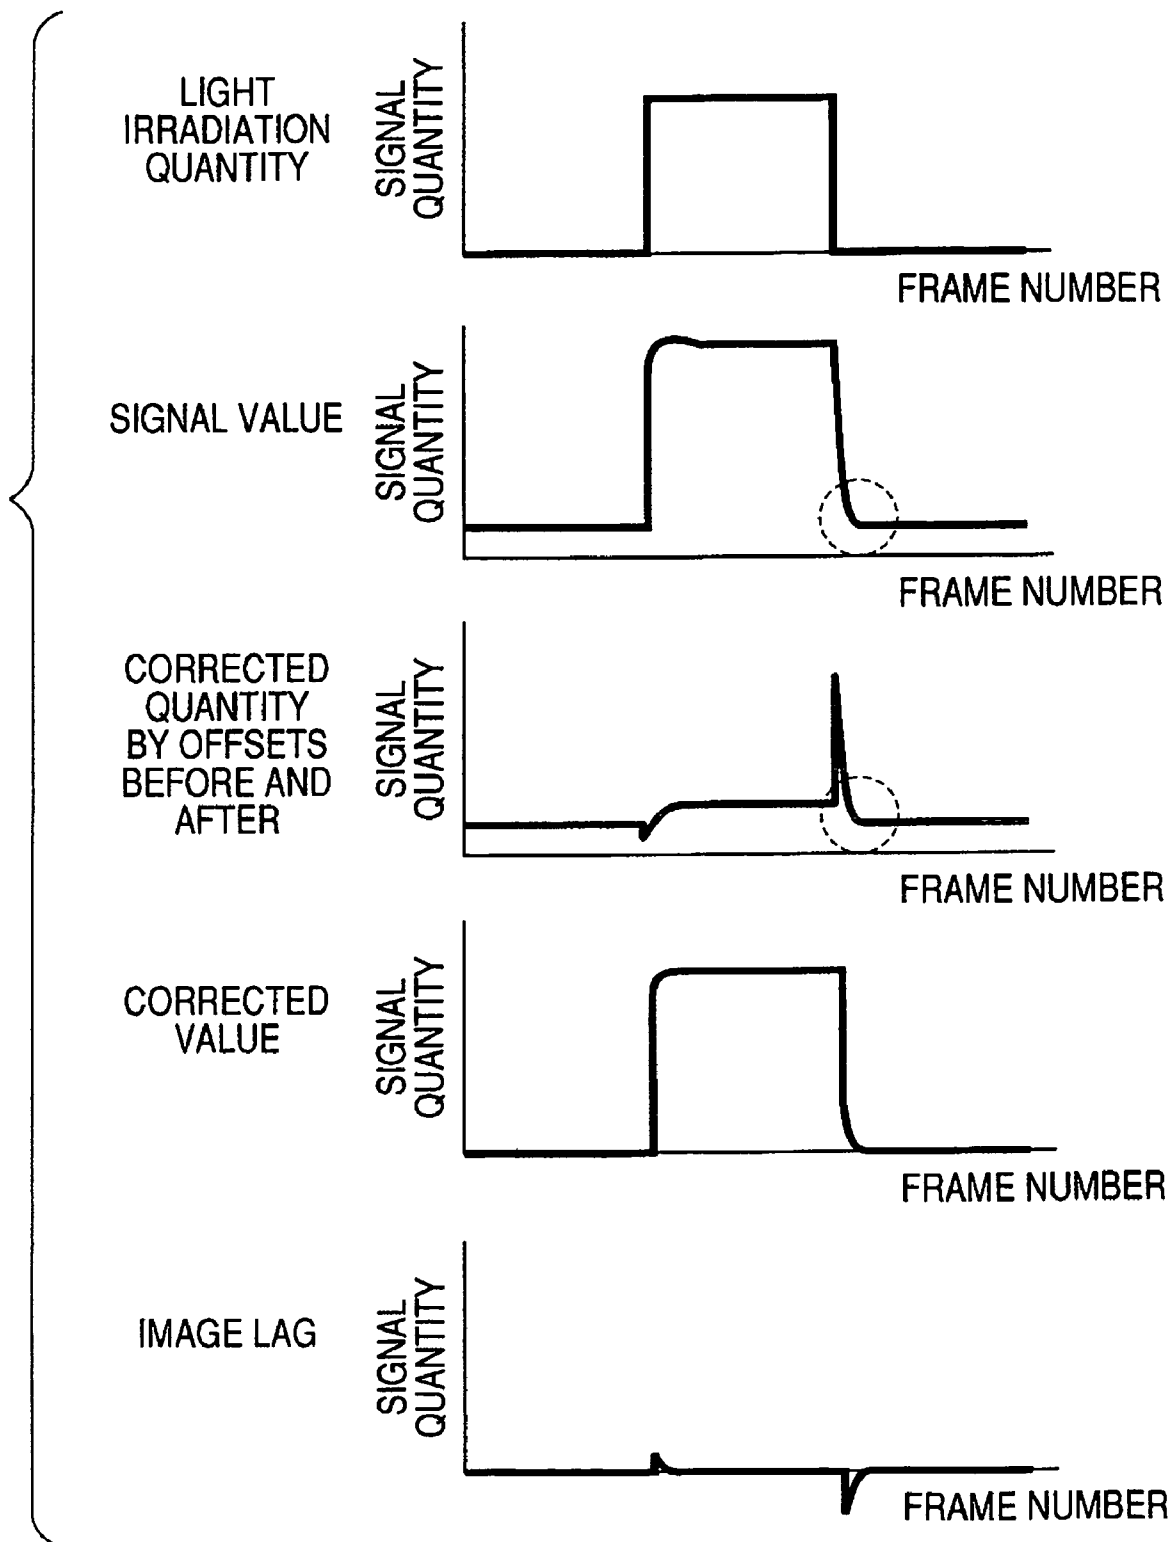 LIGHT
IRRADIATION
QUANTITY
SIGNAL
QUANTITY
FRAME NUMBER
SIGNAL VALUE
SIGNAL
QUANTITY
FRAME NUMBER
CORRECTED
QUANTITY
BY OFFSETS
BEFORE AND
AFTER
SIGNAL
QUANTITY
FRAME NUMBER
CORRECTED
VALUE
SIGNAL
QUANTITY
FRAME NUMBER
IMAGE LAG
SIGNAL
QUANTITY
FRAME NUMBER